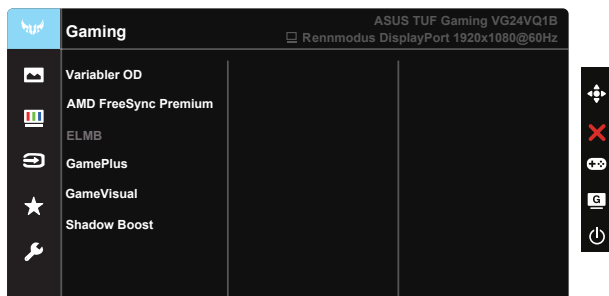 Gaming
ASUS TUF Gaming VG24VQ1B
Rennmodus DisplayPort 1920x1080@60Hz
Variabler OD
AMD FreeSync Premium
ELMB
GamePlus
GameVisual
Shadow Boost
G